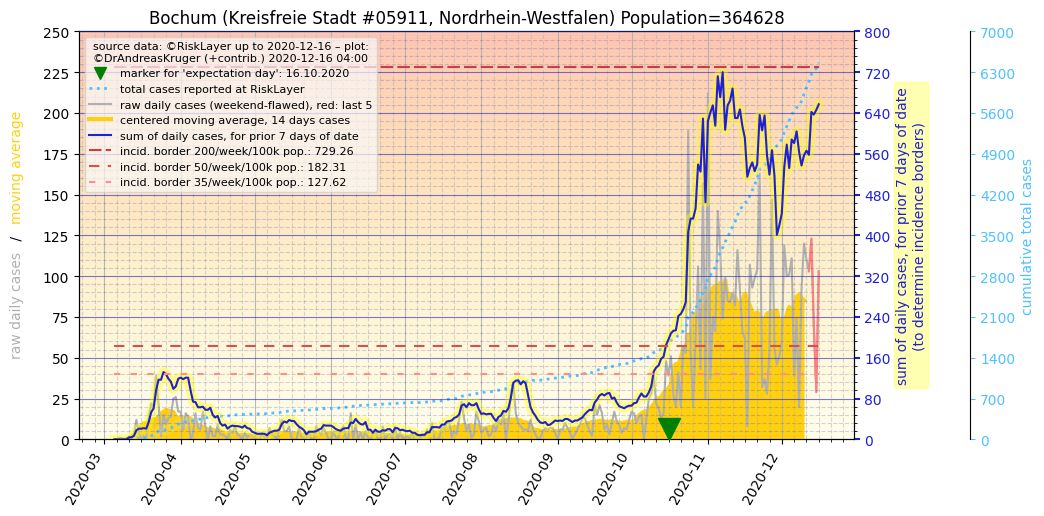 Bochum (Kreisfreie Stadt #05911, Nordrhein-Westfalen) Population=364628
source data: ©RiskLayer up to 2020-12-16 – plot:
©DrAndreasKruger (+contrib.) 2020-12-16 04:00
marker for 'expectation day': 16.10.2020
total cases reported at RiskLayer
raw daily cases (weekend-flawed), red: last 5
centered moving average, 14 days cases
sum of daily cases, for prior 7 days of date
incid. border 200/week/100k pop.: 729.26
incid. border 50/week/100k pop.: 182.31
incid. border 35/week/100k pop.: 127.62
raw daily cases / moving average
250
225
200
175
150
125
100
75
50
25
0
2020-03
2020-04
2020-05
2020-06
2020-07
2020-08
2020-09
2020-10
2020-11
2020-12
800
720
640
560
480
400
320
240
160
80
0
sum of daily cases, for prior 7 days of date
(to determine incidence borders)
7000
6300
5600
4900
4200
3500
2800
2100
1400
700
0
cumulative total cases